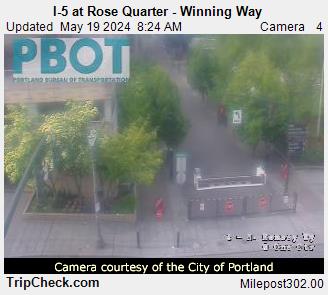 I-5 at Rose Quarter - Winning Way
Updated May 19 2024 8:24 AM Camera 4
PBOT
PORTLAND BUREAU OF TRANSPORTATION
Camera courtesy of the City of Portland
TripCheck.com Milepost302.00